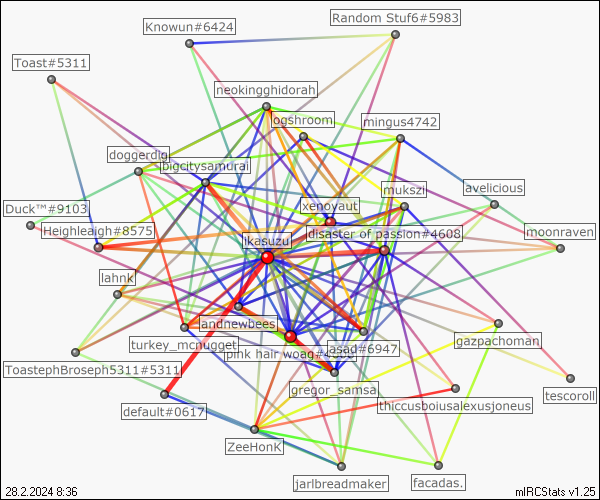 Random Stuf6#5983
Knowun#6424
Toast#5311
neokingghidorah
ogshroom
mingus4742
doggerdig
bigcitysamurai
mukszi
avelicious
xenoyaut
Duck™#9103
Heighleaigh#8575
ikasuzu
disaster of passion#4608
moonraven
lahnk
andnewbees
turkey_mcnugget
pink hair woag#4
asad#6947
gazpachoman
ToastephBroseph5311#5311
gregor_samsa
tescoroll
default#0617
thiccusboiusalexusjoneus
ZeeHonK
jarlbreadmaker
facadas.
28.2.2024 8:36
mIRCStats v1.25